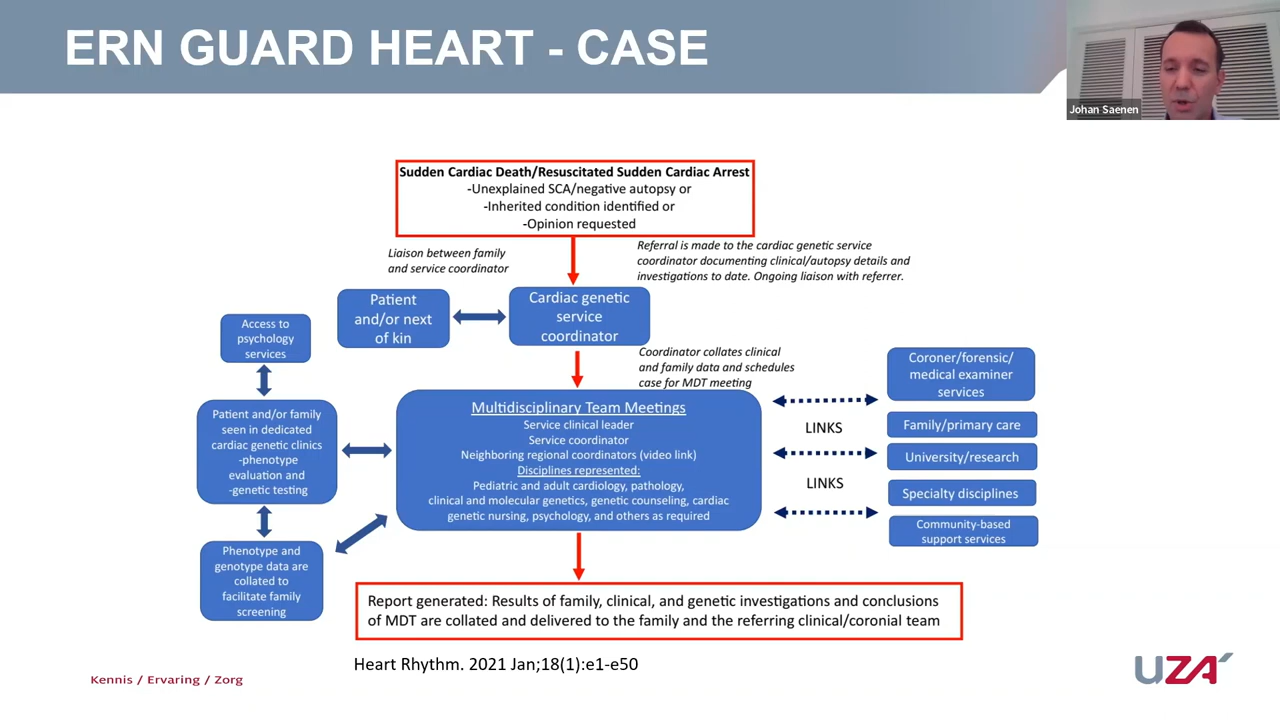 ERN GUARD HEART - CASE
Johan Saenen
Sudden Cardiac Death/Resuscitated Sudden Cardiac Arrest
-Unexplained SCA/negative autopsy or
-Inherited condition identified or
-Opinion requested
Liaison between family
and service coordinator
Referral is made to the cardiac genetic service
coordinator documenting clinical/autopsy details and
investigations to date. Ongoing liaison with referrer.
Patient
and/or next
of kin
Cardiac genetic
service
coordinator
Access to
psychology
services
Coordinator collates clinical
and family data and schedules
case for MDT meeting
Patient and/or family
seen in dedicated
cardiac genetic clinics
-phenotype
evaluation and
-genetic testing
Multidisciplinary Team Meetings
Service clinical leader
Service coordinator
Neighboring regional coordinators (video link)
Disciplines represented:
Pediatric and adult cardiology, pathology,
clinical and molecular genetics, genetic counseling, cardiac
genetic nursing, psychology, and others as required
LINKS
LINKS
Coroner/forensic/
medical examiner
services
Family/primary care
University/research
Specialty disciplines
Community-based
support services
Phenotype and
genotype data are
collated to
facilitate family
screening
Report generated: Results of family, clinical, and genetic investigations and conclusions
of MDT are collated and delivered to the family and the referring clinical/coronial team
Heart Rhythm. 2021 Jan;18(1):e1-e50
Kennis / Ervaring / Zorg
UZA